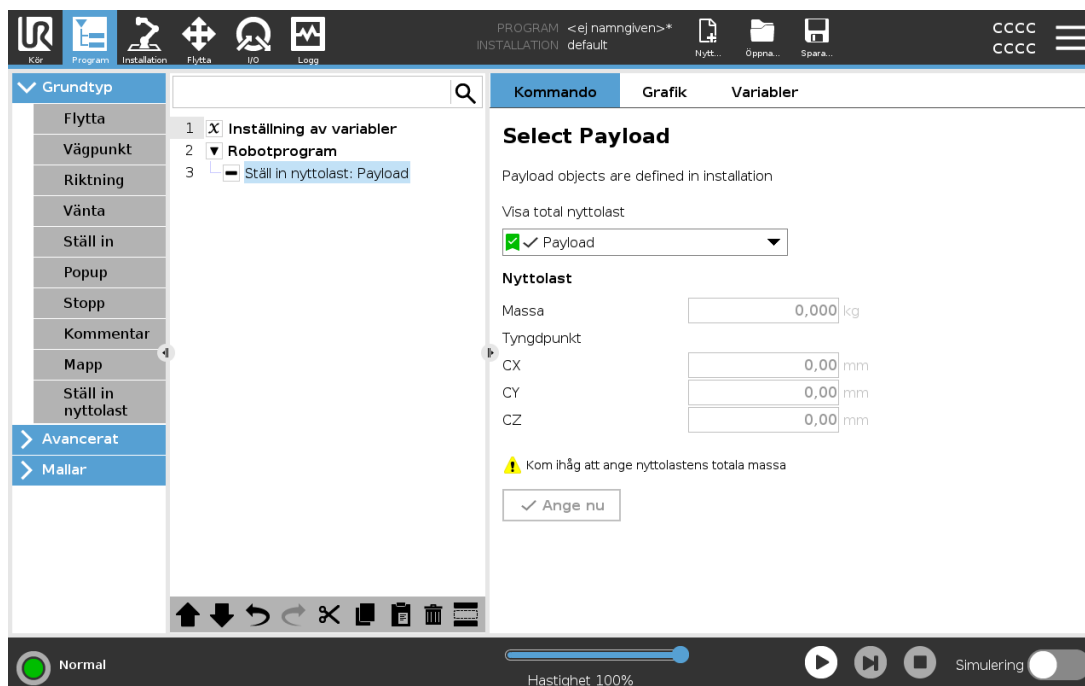 UR
PROGRAM <ej namngiven>*
INSTALLATION default
Kör
Program
Installation
Flytta
I/O
Logg
Nytt...
Öppna...
Spara...
CCCC
CCCC
Grundtyp
Flytta
Vägpunkt
Riktning
Vänta
Ställ in
Popup
Stopp
Kommentar
Mapp
Ställ in
nyttolast
Avancerat
Mallar
1 X Inställning av variabler
2 Robotprogram
3 Ställ in nyttolast: Payload
Kommando
Grafik
Variabler
Select Payload
Payload objects are defined in installation
Visa total nyttolast
Payload
Nyttolast
Massa 0,000 kg
Tyngdpunkt
CX 0,00 mm
CY 0,00 mm
CZ 0,00 mm
Kom ihåg att ange nyttolastens totala massa
Ange nu
Normal
Hastighet 100%
Simulering